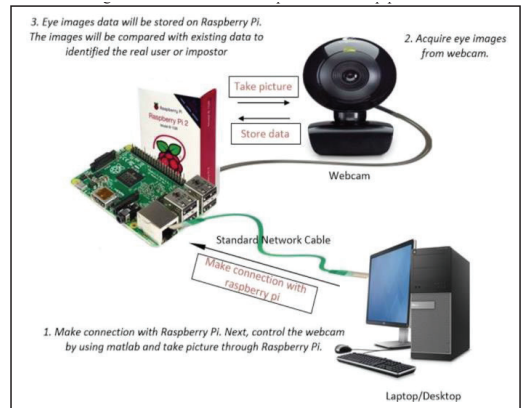 3. Eye images data will be stored on Raspberry Pi.
The images will be compared with existing data to
identified the real user or impostor
2. Acquire eye images
from webcam.
Take picture
Store data
Raspberry Pi
Raspberry Pi 2
Webcam
Standard Network Cable
Make connection with
raspberry pi
1. Make connection with Raspberry Pi. Next, control the webcam
by using matlab and take picture through Raspberry Pi.
Laptop/Desktop